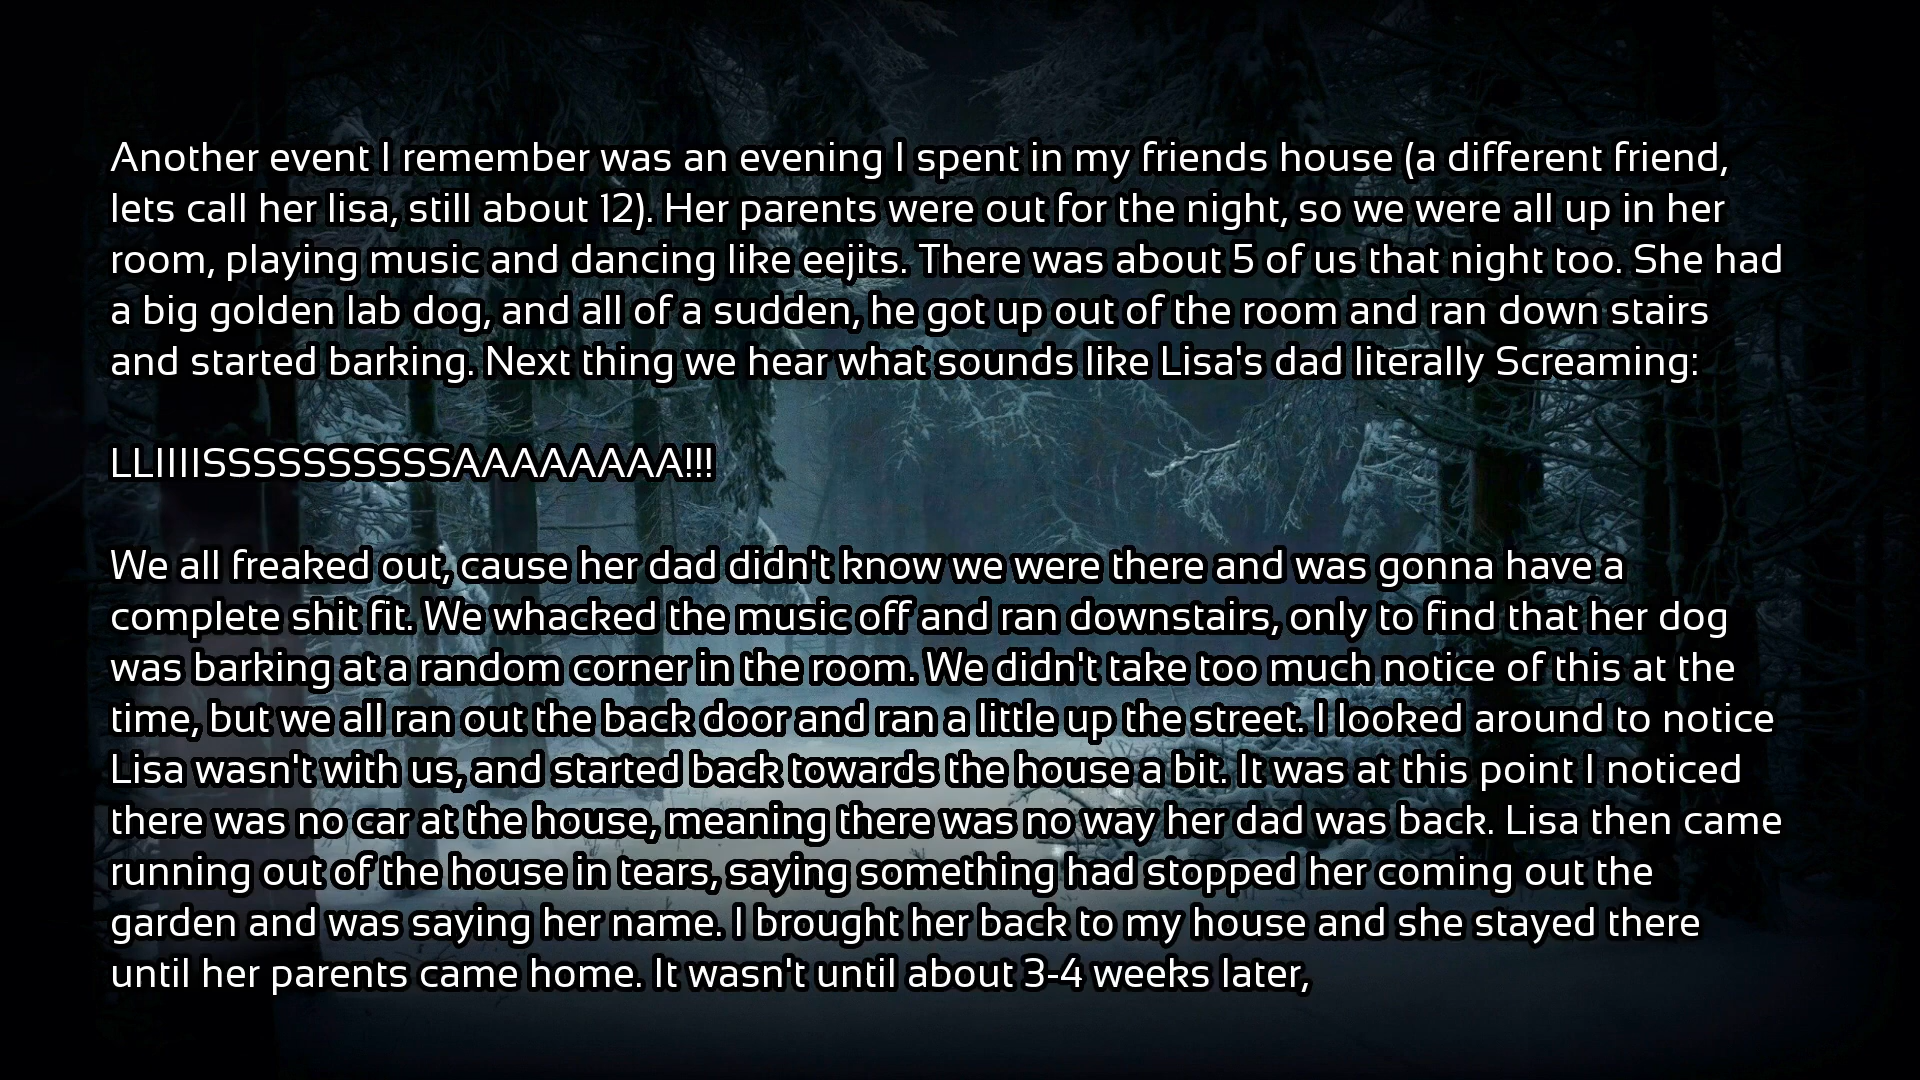 Another event I remember was an evening I spent in my friends house (a different friend,
lets call her lisa, still about 12). Her parents were out for the night, so we were all up in her
room, playing music and dancing like eejits. There was about 5 of us that night too. She had
a big golden lab dog, and all of a sudden, he got up out of the room and ran down stairs
and started barking. Next thing we hear what sounds like Lisa's dad literally Screaming:
LLIIIISSSSSSSSSSAAAAAAAA!!!
We all freaked out, cause her dad didn't know we were there and was gonna have a
complete shit fit. We whacked the music off and ran downstairs, only to find that her dog
was barking at a random corner in the room. We didn't take too much notice of this at the
time, but we all ran out the back door and ran a little up the street. I looked around to notice
Lisa wasn't with us, and started back towards the house a bit. It was at this point I noticed
there was no car at the house, meaning there was no way her dad was back. Lisa then came
running out of the house in tears, saying something had stopped her coming out the
garden and was saying her name. I brought her back to my house and she stayed there
until her parents came home. It wasn't until about 3-4 weeks later,